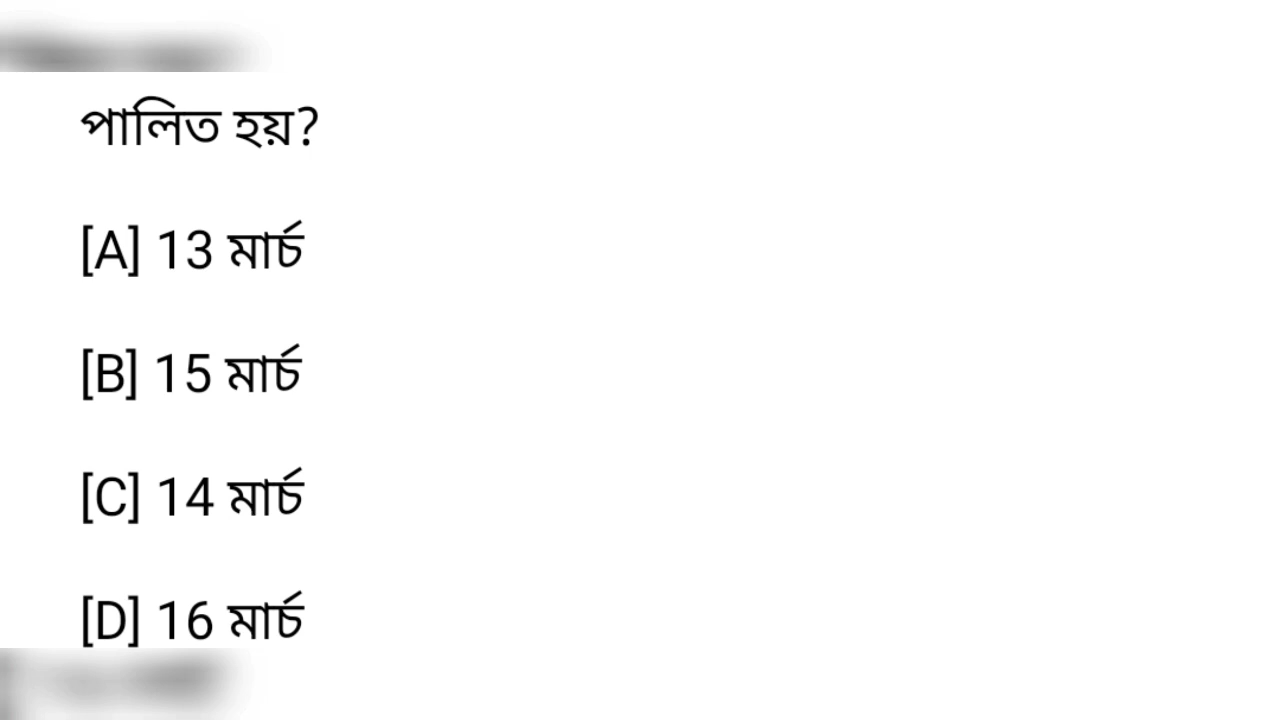 পালিত হয়?
[A] 13 মার্চ
[B] 15 মার্চ
[C] 14 মার্চ
[D] 16 মার্চ